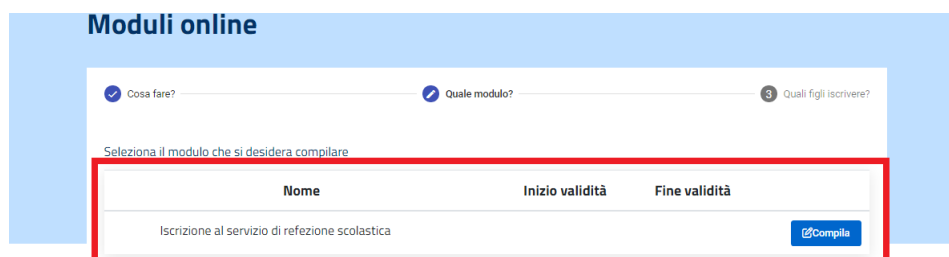 Moduli online
Cosa fare? Quale modulo? 3 Quali figli iscrivere?
Seleziona il modulo che si desidera compilare
Nome Inizio validità Fine validità
Iscrizione al servizio di refezione scolastica Compila